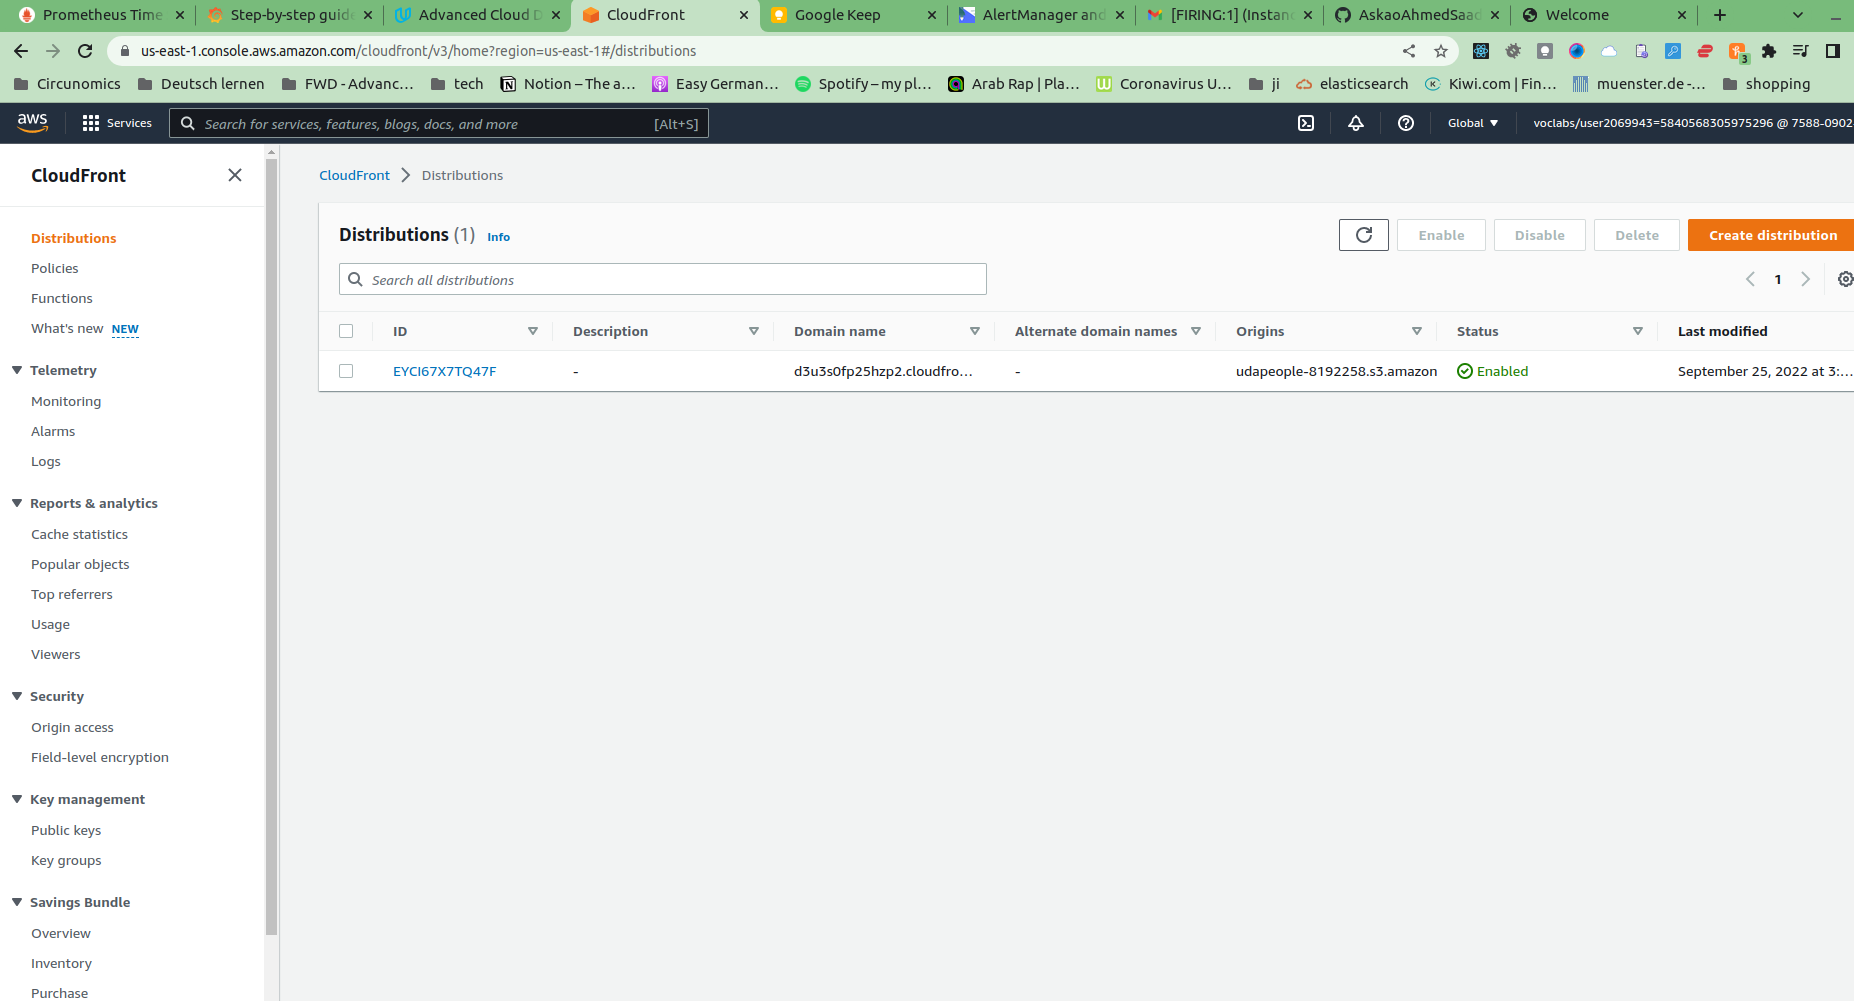 Prometheus Time
Step-by-step guide
Advanced Cloud D
CloudFront
Google Keep
AlertManager and
[FIRING:1] (Instanc
AskaoAhmedSaad
Welcome
us-east-1.console.aws.amazon.com/cloudfront/v3/home?region=us-east-1#/distributions
3
Circunomics
Deutsch lernen
FWD - Advanc...
tech
Notion – The a...
Easy German...
Spotify – my pl...
Arab Rap | Pla...
Coronavirus U...
ji
elasticsearch
Kiwi.com | Fin...
muenster.de -...
shopping
aws
Services
Search for services, features, blogs, docs, and more
[Alt+S]
Global
voclabs/user2069943=5840568305975296 @ 7588-0902
CloudFront
Distributions
Policies
Functions
What's new NEW
Telemetry
Monitoring
Alarms
Logs
Reports & analytics
Cache statistics
Popular objects
Top referrers
Usage
Viewers
Security
Origin access
Field-level encryption
Key management
Public keys
Key groups
Savings Bundle
Overview
Inventory
Purchase
CloudFront > Distributions
Distributions (1) Info
Enable
Disable
Delete
Create distribution
Search all distributions
1
ID
Description
Domain name
Alternate domain names
Origins
Status
Last modified
EYCI67X7TQ47F
-
d3u3s0fp25hzp2.cloudfro...
-
udapeople-8192258.s3.amazon
Enabled
September 25, 2022 at 3:...